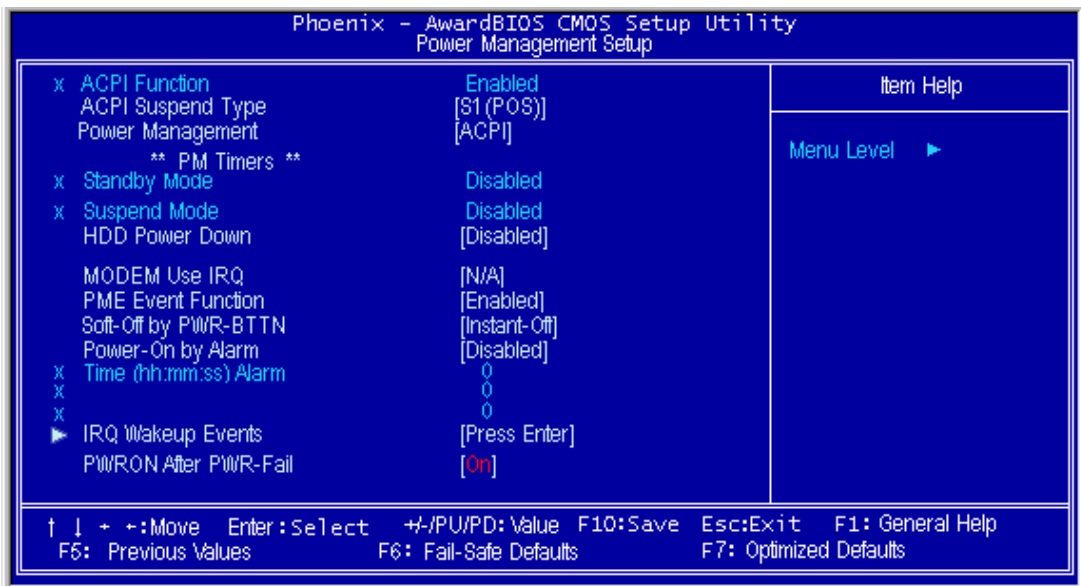 Phoenix - AwardBIOS CMOS Setup Utility
Power Management Setup
x ACPI Function Enabled
ACPI Suspend Type [S1(POS)]
Power Management [ACPI]
** PM Timers **
x Standby Mode Disabled
x Suspend Mode Disabled
HDD Power Down [Disabled]
MODEM Use IRQ [N/A]
PME Event Function [Enabled]
Soft-Off by PWR-BTTN [Instant-Off]
Power-On by Alarm [Disabled]
x Time (hh:mm:ss) Alarm 0
x 0
x 0
► IRQ Wakeup Events [Press Enter]
PWRON After PWR-Fail [On]
Item Help
Menu Level ►
↑ ↓ + +:Move Enter:Select +/-/PU/PD: Value F10:Save Esc:Exit F1: General Help
F5: Previous Values F6: Fail-Safe Defaults F7: Optimized Defaults